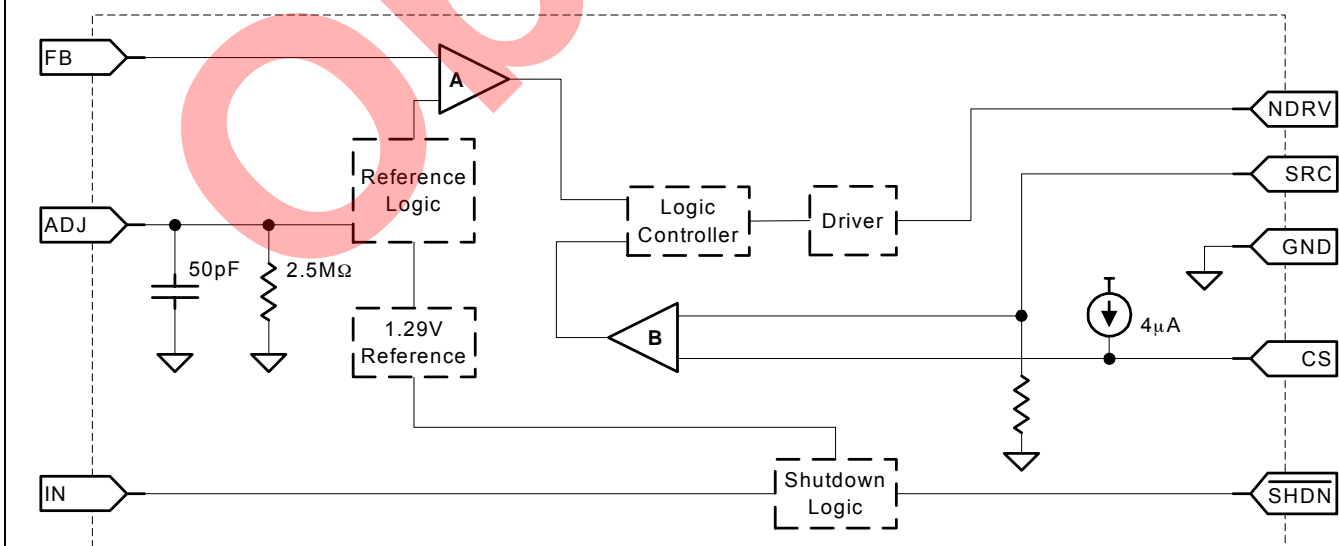 FB
A
NDRV
Reference
Logic
SRC
Logic
Controller
Driver
ADJ
GND
50pF
2.5MΩ
1.29V
Reference
B
4μA
CS
Shutdown
Logic
IN
SHDN